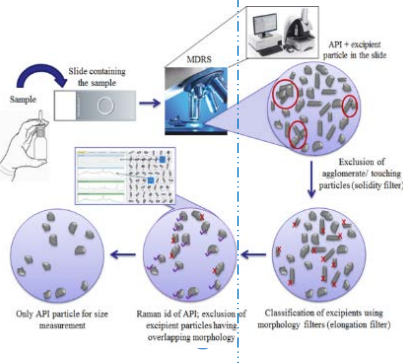 Slide containing
the sample
Sample
MDRS
API + excipient
particle in the slide
Exclusion of
agglomerate/ touching
particles (solidity filter)
Classification of excipients using
morphology filters (elongation filter)
Raman id of API; exclusion of
excipient particles having
overlapping morphology
Only API particle for size
measurement